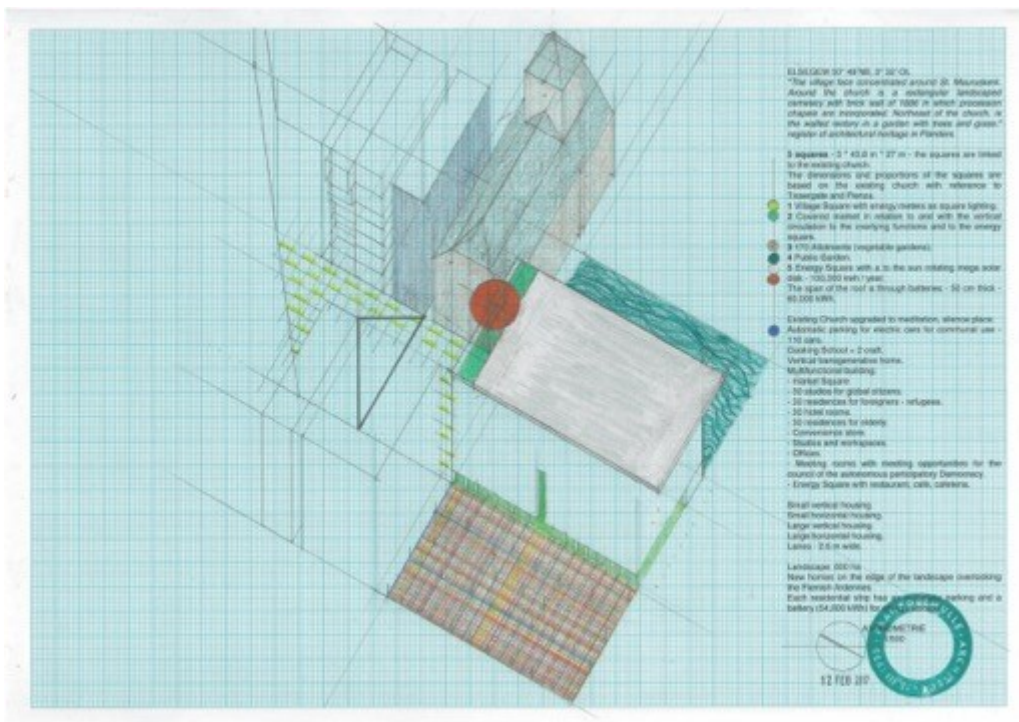 ELSEGEM 50° 49'NB, 3° 32' OL
"The village face concentrated around St. Mauruskerk.
Around the church is a rectangular landscaped
cemetery with brick wall of 1886 in which procession
chapels are incorporated. Northeast of the church, is
the walled rectory in a garden with trees and grass."
register of architectural heritage in Flanders
5 squares - 43,8 m * 27 m - the squares are linked
to the existing church.
The dimensions and proportions of the squares are
based on the existing church with reference to
and Pienza.
1 Village Square with energy meters as square lighting.
2 Covered market in relation to and with the vertical
circulation to the overlying functions and to the energy
square.
3 170 Allotments (vegetable gardens).
4 Public Garden.
5 Energy Square with a to the sun rotating mega solar
disk - 100,000 kwh / year.
The span of the roof is through batteries - 50 cm thick -
60,000 kWh.
Existing Church upgraded to meditation, silence place.
Automatic parking for electric cars for communal use -
110 cars.
Cooking School + 2 craft.
Vertical transgenerative home.
Multifunctional building:
- market Square
- 50 studios for global citizens.
- 30 residences for foreigners - refugees.
- 30 hotel rooms.
- 30 residences for elderly.
- Convenience store.
- Studios and workspaces.
- Offices.
- Meeting rooms with meeting opportunities for the
council of the autonomous participatory Democracy.
- Energy Square with restaurant, café, cafeteria.
Small vertical housing.
Small horizontal housing.
Large vertical housing.
Large horizontal housing.
Lanes - 2.6 m wide.
Landscape 600 ha
New homes on the edge of the landscape overlooking
the Flemish Ardennes.
Each residential strip has parking and a
battery (54,000 kWh) for
12 FEB 2017